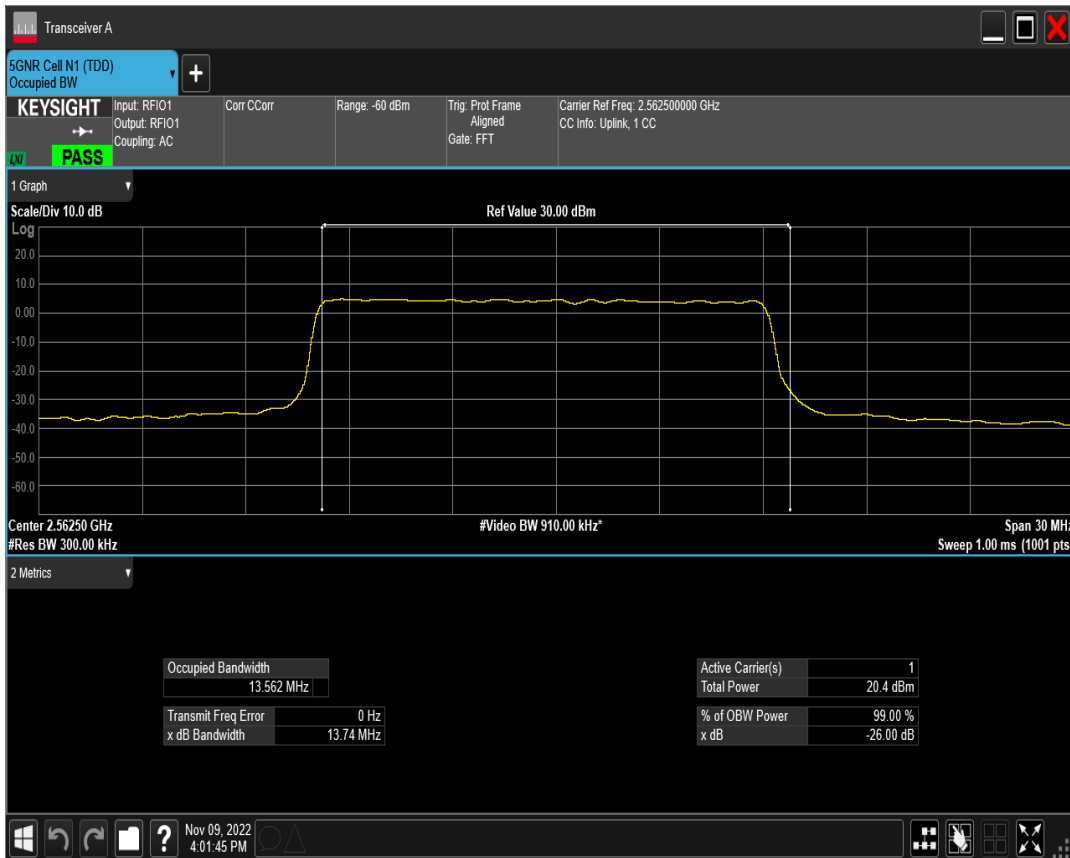 Transceiver A
5GNR Cell N1 (TDD)
Occupied BW
+
KEYSIGHT
LXI
PASS
Input: RFIO1
Output: RFIO1
Coupling: AC
Corr CCorr
Range: -60 dBm
Trig: Prot Frame
Aligned
Gate: FFT
Carrier Ref Freq: 2.562500000 GHz
CC Info: Uplink, 1 CC
1 Graph
Scale/Div 10.0 dB
Ref Value 30.00 dBm
Log
20.0
10.0
0.00
-10.0
-20.0
-30.0
-40.0
-50.0
-60.0
Center 2.56250 GHz
#Video BW 910.00 kHz*
Span 30 MHz
#Res BW 300.00 kHz
Sweep 1.00 ms (1001 pts
2 Metrics
Occupied Bandwidth
13.562 MHz
Transmit Freq Error 0 Hz
x dB Bandwidth 13.74 MHz
Active Carrier(s) 1
Total Power 20.4 dBm
% of OBW Power 99.00 %
x dB -26.00 dB
?
Nov 09, 2022
4:01:45 PM